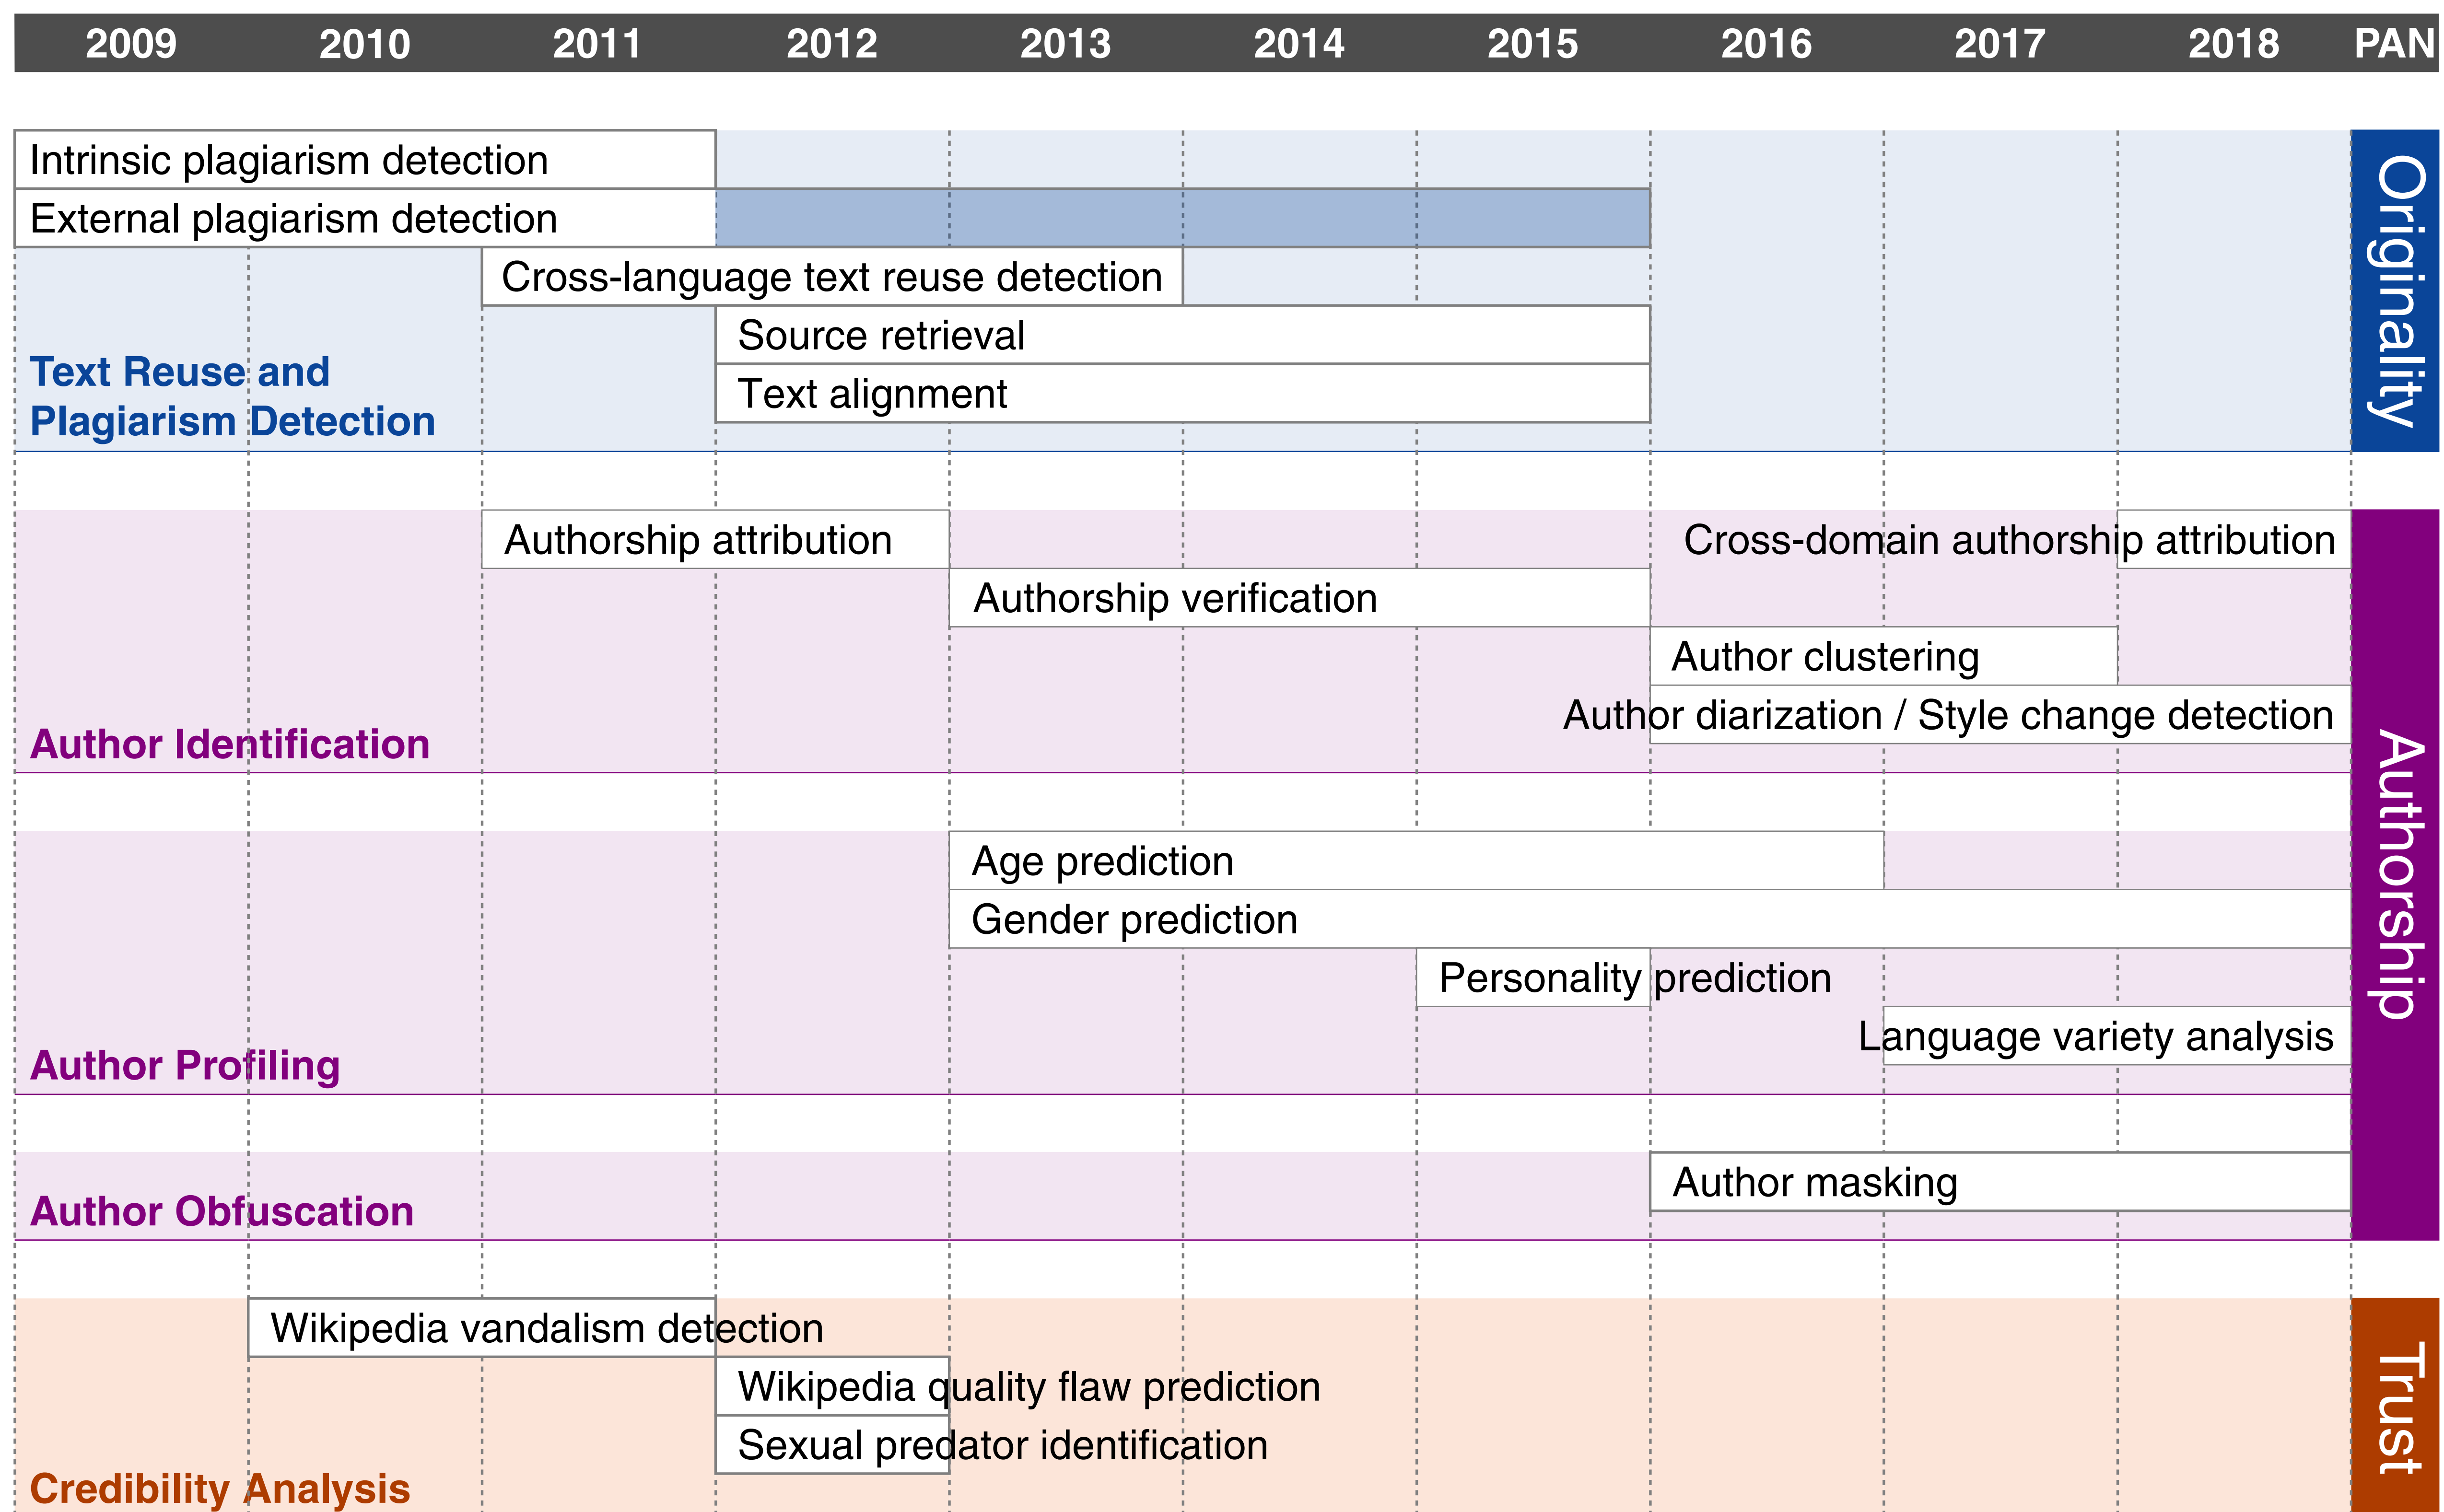 2009 2010 2011 2012 2013 2014 2015 2016 2017 2018 PAN
Intrinsic plagiarism detection
External plagiarism detection
Cross-language text reuse detection
Source retrieval
Text alignment
Text Reuse and
Plagiarism Detection
Originality
Authorship attribution
Cross-domain authorship attribution
Authorship verification
Author clustering
Author diarization / Style change detection
Author Identification
Age prediction
Gender prediction
Personality prediction
Language variety analysis
Author Profiling
Author masking
Author Obfuscation
Authorship
Wikipedia vandalism detection
Wikipedia quality flaw prediction
Sexual predator identification
Credibility Analysis
Trust